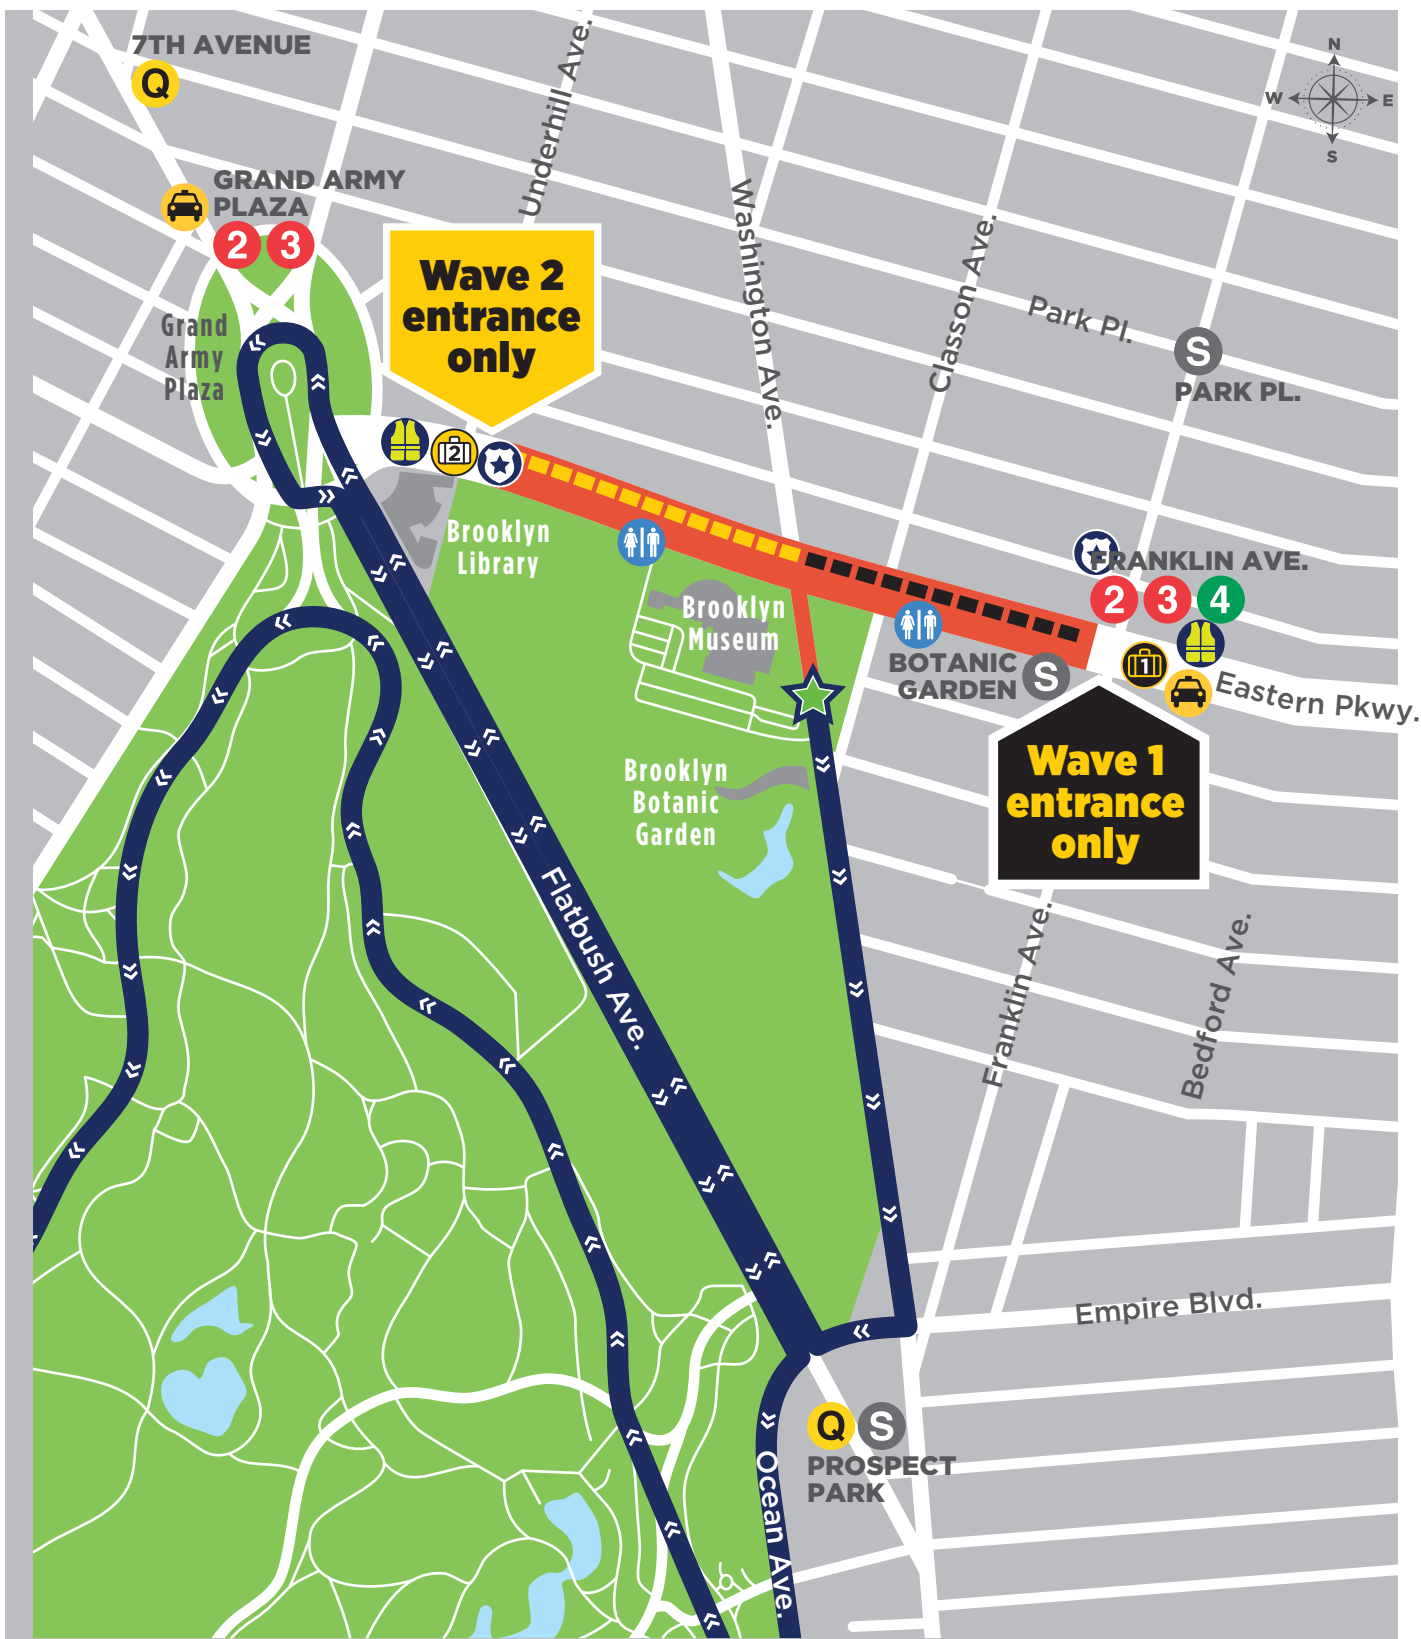 7TH AVENUE
Q
N
W
E
S
GRAND ARMY
PLAZA
2 3
Underhill Ave.
Washington Ave.
Classon Ave.
Wave 2
entrance
only
Grand
Army
Plaza
Park Pl.
S
PARK PL.
2
Brooklyn
Library
FRANKLIN AVE.
2 3 4
Brooklyn
Museum
BOTANIC
GARDEN
S
1
Eastern Pkwy.
Wave 1
entrance
only
Brooklyn
Botanic
Garden
Flatbush Ave.
Franklin Ave.
Bedford Ave.
Empire Blvd.
Q S
PROSPECT
PARK
Ocean Ave.